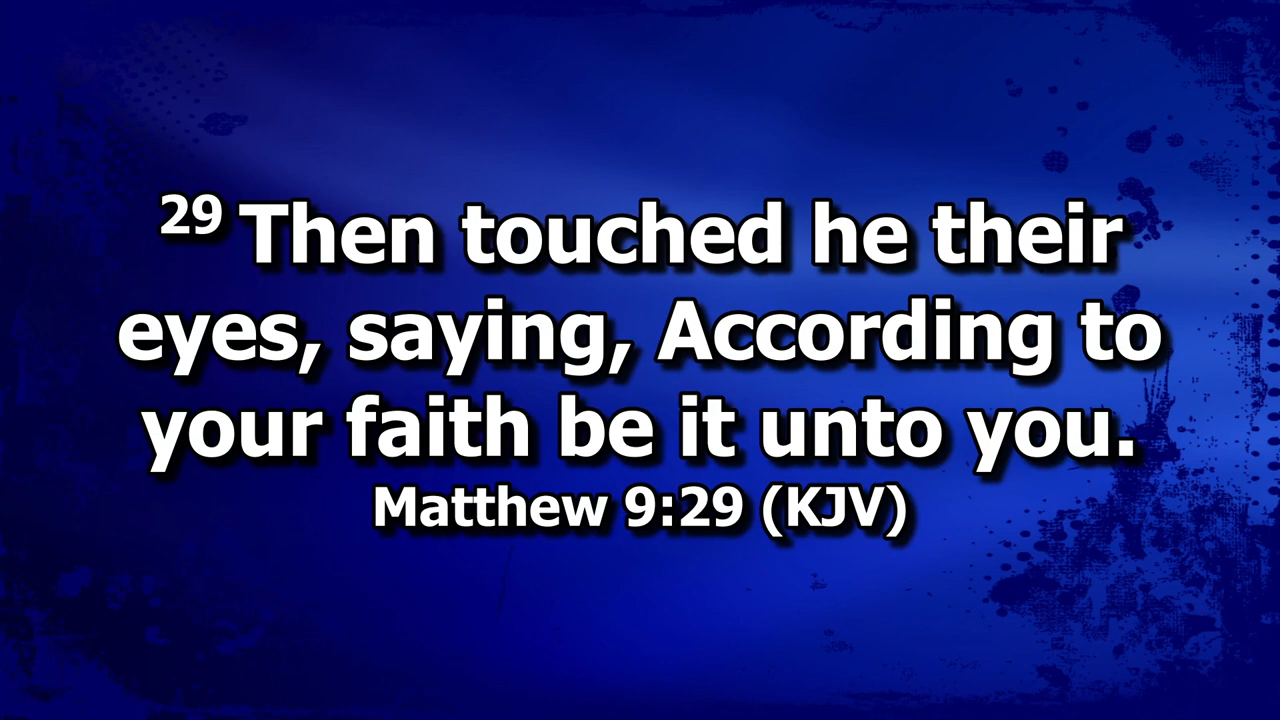 29 Then touched he their
eyes, saying, According to
your faith be it unto you.
Matthew 9:29 (KJV)